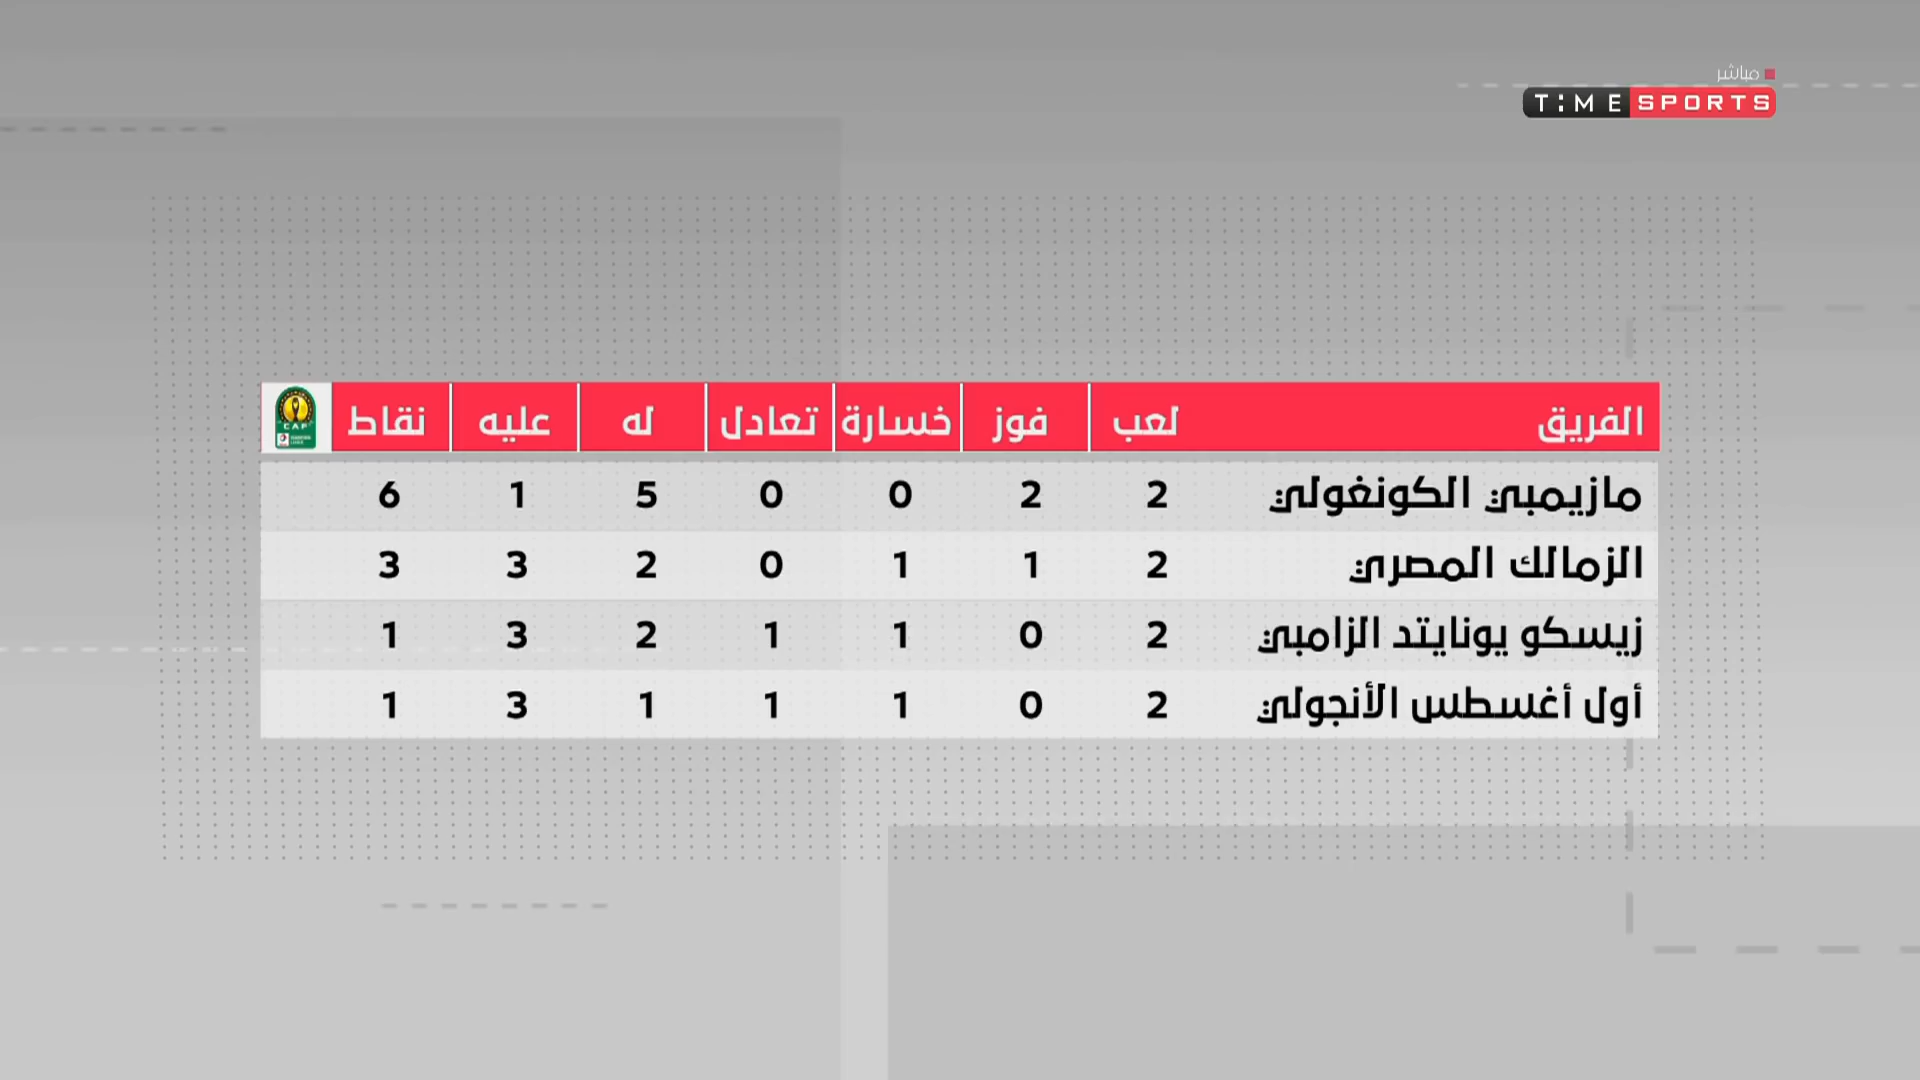 مباشر
TIME SPORTS
الفريق لعب فوز خسارة تعادل له عليه نقاط CAF
مازيمبي الكونغولي 2 2 0 0 5 1 6
الزمالك المصري 2 1 1 0 2 3 3
زيسكو يونايتد الزامبي 2 0 1 1 2 3 1
أول أغسطس الأنجولي 2 0 1 1 1 3 1